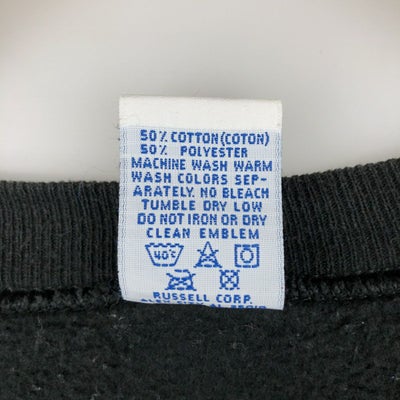 50% COTTON(COTON)
50% POLYESTER
MACHINE WASH WARM
WASH COLORS SEP-
ARATELY. NO BLEACH
TUMBLE DRY LOW
DO NOT IRON OR DRY
CLEAN EMBLEM
40°C
RUSSELL CORP.